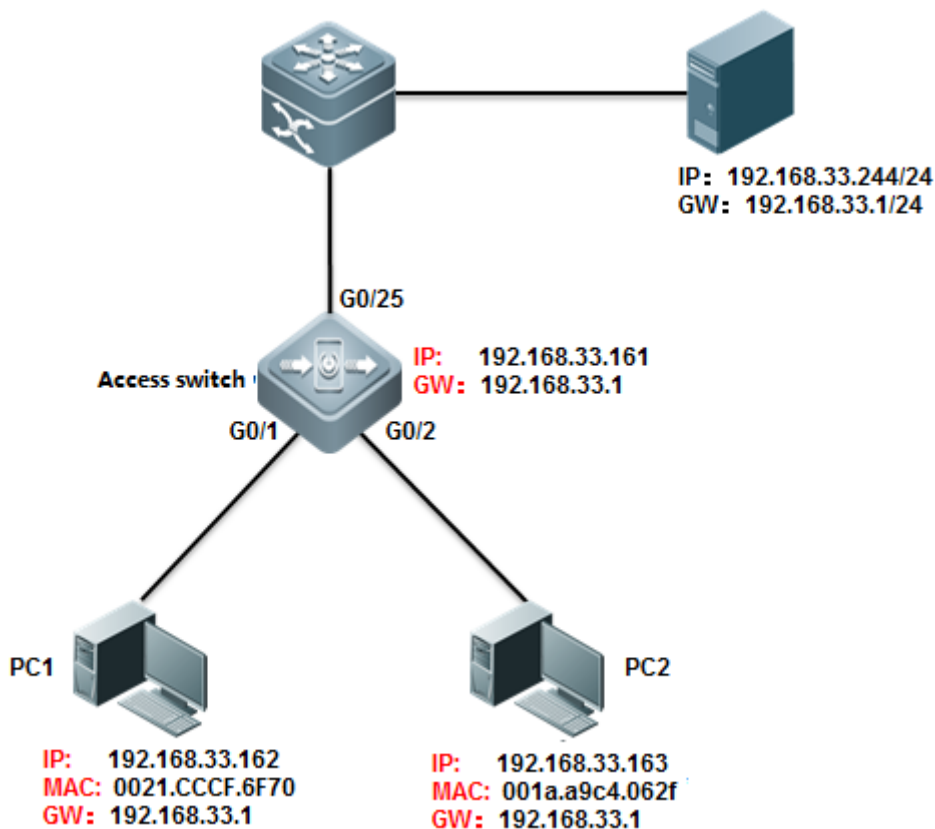 IP：192.168.33.244/24
GW：192.168.33.1/24
G0/25
IP: 192.168.33.161
GW：192.168.33.1
Access switch
G0/1
G0/2
PC1
IP: 192.168.33.162
MAC: 0021.CCCF.6F70
GW：192.168.33.1
PC2
IP: 192.168.33.163
MAC: 001a.a9c4.062f
GW：192.168.33.1